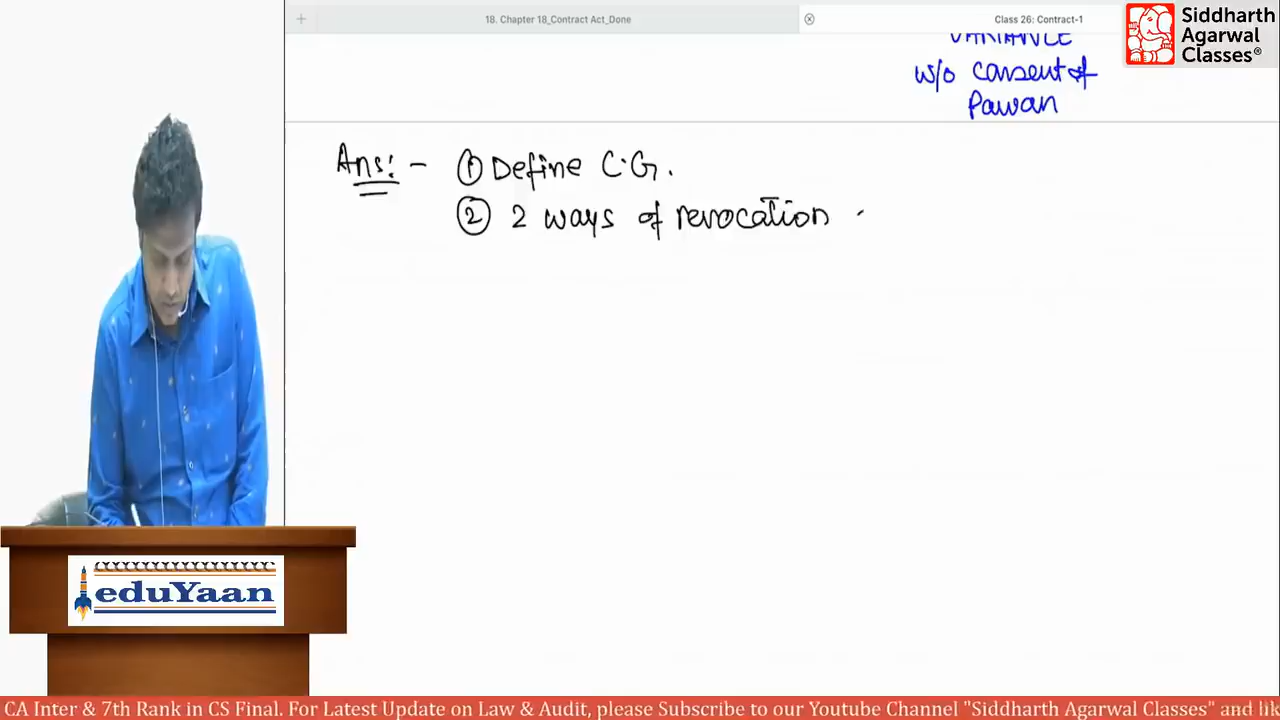 18. Chapter 18_Contract Act_Done
Class 26: Contract-1
Siddharth
Agarwal
Classes®
VARIANCE
w/o consent of
Pawan
Ans: - ① Define C.G.
② 2 ways of revocation
eduYaan
CA Inter & 7th Rank in CS Final. For Latest Update on Law & Audit, please Subscribe to our Youtube Channel "Siddharth Agarwal Classes" and lik